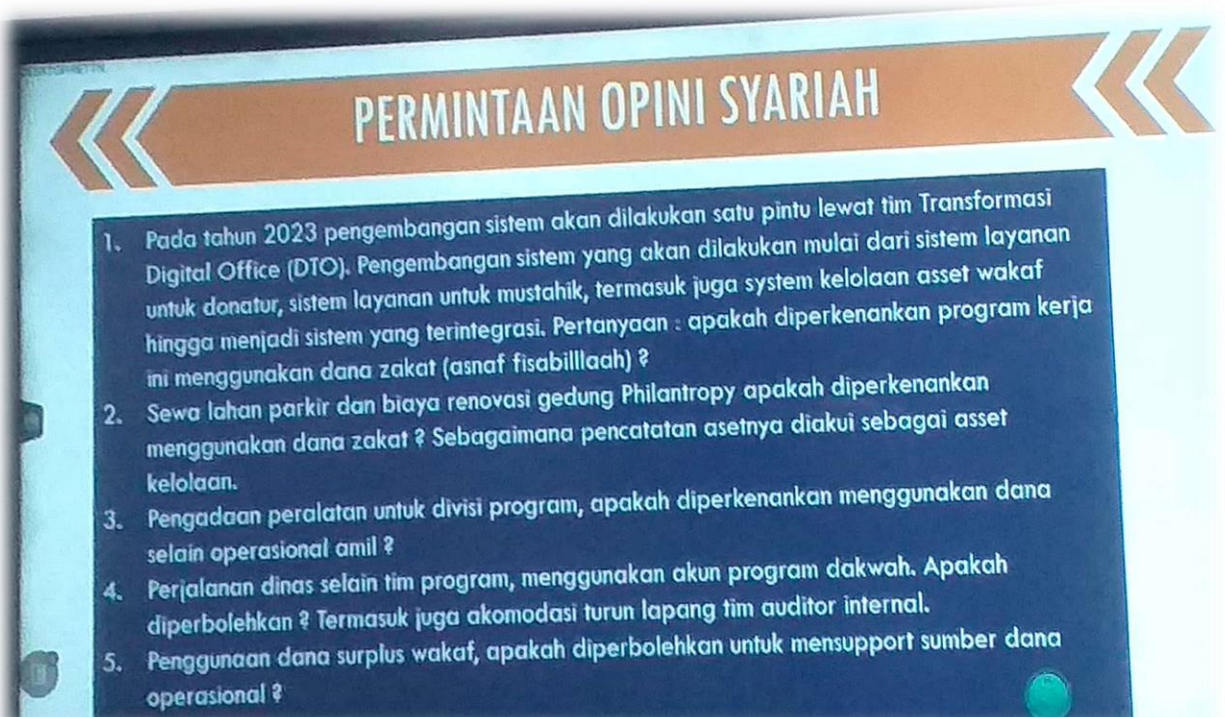 PERMINTAAN OPINI SYARIAH
1. Pada tahun 2023 pengembangan sistem akan dilakukan satu pintu lewat tim Transformasi
Digital Office (DTO). Pengembangan sistem yang akan dilakukan mulai dari sistem layanan
untuk donatur, sistem layanan untuk mustahik, termasuk juga system kelolaan asset wakaf
hingga menjadi sistem yang terintegrasi. Pertanyaan : apakah diperkenankan program kerja
ini menggunakan dana zakat (asnaf fisabilllaah) ?
2. Sewa lahan parkir dan biaya renovasi gedung Philantropy apakah diperkenankan
menggunakan dana zakat ? Sebagaimana pencatatan asetnya diakui sebagai asset
kelolaan.
3. Pengadaan peralatan untuk divisi program, apakah diperkenankan menggunakan dana
selain operasional amil ?
4. Perjalanan dinas selain tim program, menggunakan akun program dakwah. Apakah
diperbolehkan ? Termasuk juga akomodasi turun lapang tim auditor internal.
5. Penggunaan dana surplus wakaf, apakah diperbolehkan untuk mensupport sumber dana
operasional ?